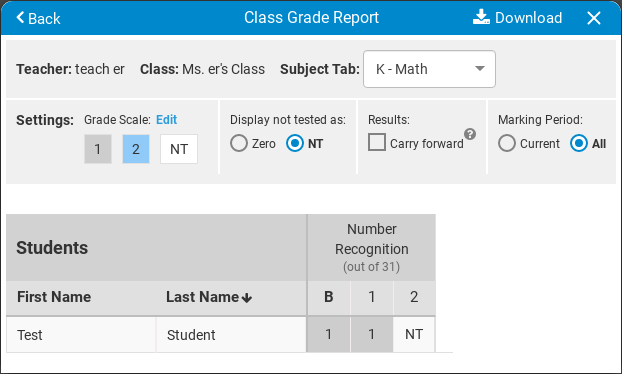 Back Class Grade Report Download
Teacher: teach er Class: Ms. er's Class Subject Tab: K - Math
Settings: Grade Scale: Edit Display not tested as: Results: Marking Period:
1 2 NT Zero NT Carry forward ? Current All
Number
Students Recognition
(out of 31)
First Name Last Name B 1 2
Test Student 1 1 NT